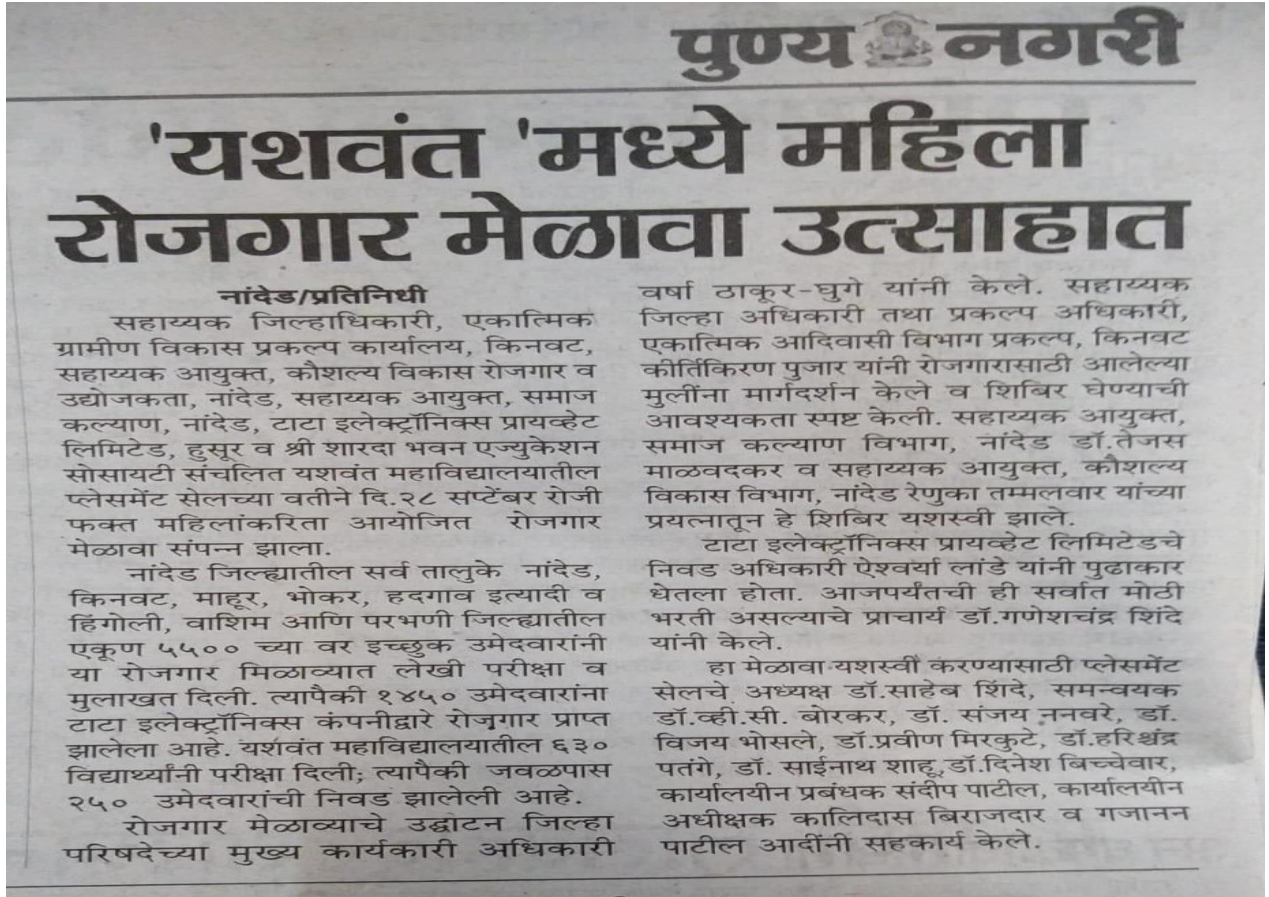 पुण्य नगरी
'यशवंत 'मध्ये महिला
रोजगार मेळावा उत्साहात
नांदेड/प्रतिनिधी
सहाय्यक जिल्हाधिकारी, एकात्मिक
ग्रामीण विकास प्रकल्प कार्यालय, किनवट,
सहाय्यक आयुक्त, कौशल्य विकास रोजगार व
उद्योजकता, नांदेड, सहाय्यक आयुक्त, समाज
कल्याण, नांदेड, टाटा इलेक्ट्रॉनिक्स प्रायव्हेट
लिमिटेड, हुसूर व श्री शारदा भवन एज्युकेशन
सोसायटी संचलित यशवंत महाविद्यालयातील
प्लेसमेंट सेलच्या वतीने दि.२८ सप्टेंबर रोजी
फक्त महिलांकरिता आयोजित रोजगार
मेळावा संपन्न झाला.
नांदेड जिल्ह्यातील सर्व तालुके नांदेड,
किनवट, माहूर, भोकर, हदगाव इत्यादी व
हिंगोली, वाशिम आणि परभणी जिल्ह्यातील
एकूण ५५०० च्या वर इच्छुक उमेदवारांनी
या रोजगार मिळाव्यात लेखी परीक्षा व
मुलाखत दिली. त्यापैकी १४५० उमेदवारांना
टाटा इलेक्ट्रॉनिक्स कंपनीद्वारे रोजगार प्राप्त
झालेला आहे. यशवंत महाविद्यालयातील ६३०
विद्यार्थ्यांनी परीक्षा दिली; त्यापैकी जवळपास
२५० उमेदवारांची निवड झालेली आहे.
रोजगार मेळाव्याचे उद्घाटन जिल्हा
परिषदेच्या मुख्य कार्यकारी अधिकारी
वर्षा ठाकूर-घुगे यांनी केले. सहाय्यक
जिल्हा अधिकारी तथा प्रकल्प अधिकारी,
एकात्मिक आदिवासी विभाग प्रकल्प, किनवट
कीर्तिकिरण पुजार यांनी रोजगारासाठी आलेल्या
मुलींना मार्गदर्शन केले व शिबिर घेण्याची
आवश्यकता स्पष्ट केली. सहाय्यक आयुक्त,
समाज कल्याण विभाग, नांदेड डॉ.तेजस
माळवदकर व सहाय्यक आयुक्त, कौशल्य
विकास विभाग, नांदेड रेणुका तम्मलवार यांच्या
प्रयत्नातून हे शिबिर यशस्वी झाले.
टाटा इलेक्ट्रॉनिक्स प्रायव्हेट लिमिटेडचे
निवड अधिकारी ऐश्वर्या लांडे यांनी पुढाकार
घेतला होता. आजपर्यंतची ही सर्वात मोठी
भरती असल्याचे प्राचार्य डॉ.गणेशचंद्र शिंदे
यांनी केले.
हा मेळावा यशस्वी करण्यासाठी प्लेसमेंट
सेलचे अध्यक्ष डॉ.साहेब शिंदे, समन्वयक
डॉ.व्ही.सी. बोरकर, डॉ. संजय ननवरे, डॉ.
विजय भोसले, डॉ.प्रवीण मिरकुटे, डॉ.हरिश्चंद्र
पतंगे, डॉ. साईनाथ शाहू, डॉ.दिनेश बिच्चेवार,
कार्यालयीन प्रबंधक संदीप पाटील, कार्यालयीन
अधीक्षक कालिदास बिराजदार व गजानन
पाटील आदींनी सहकार्य केले.